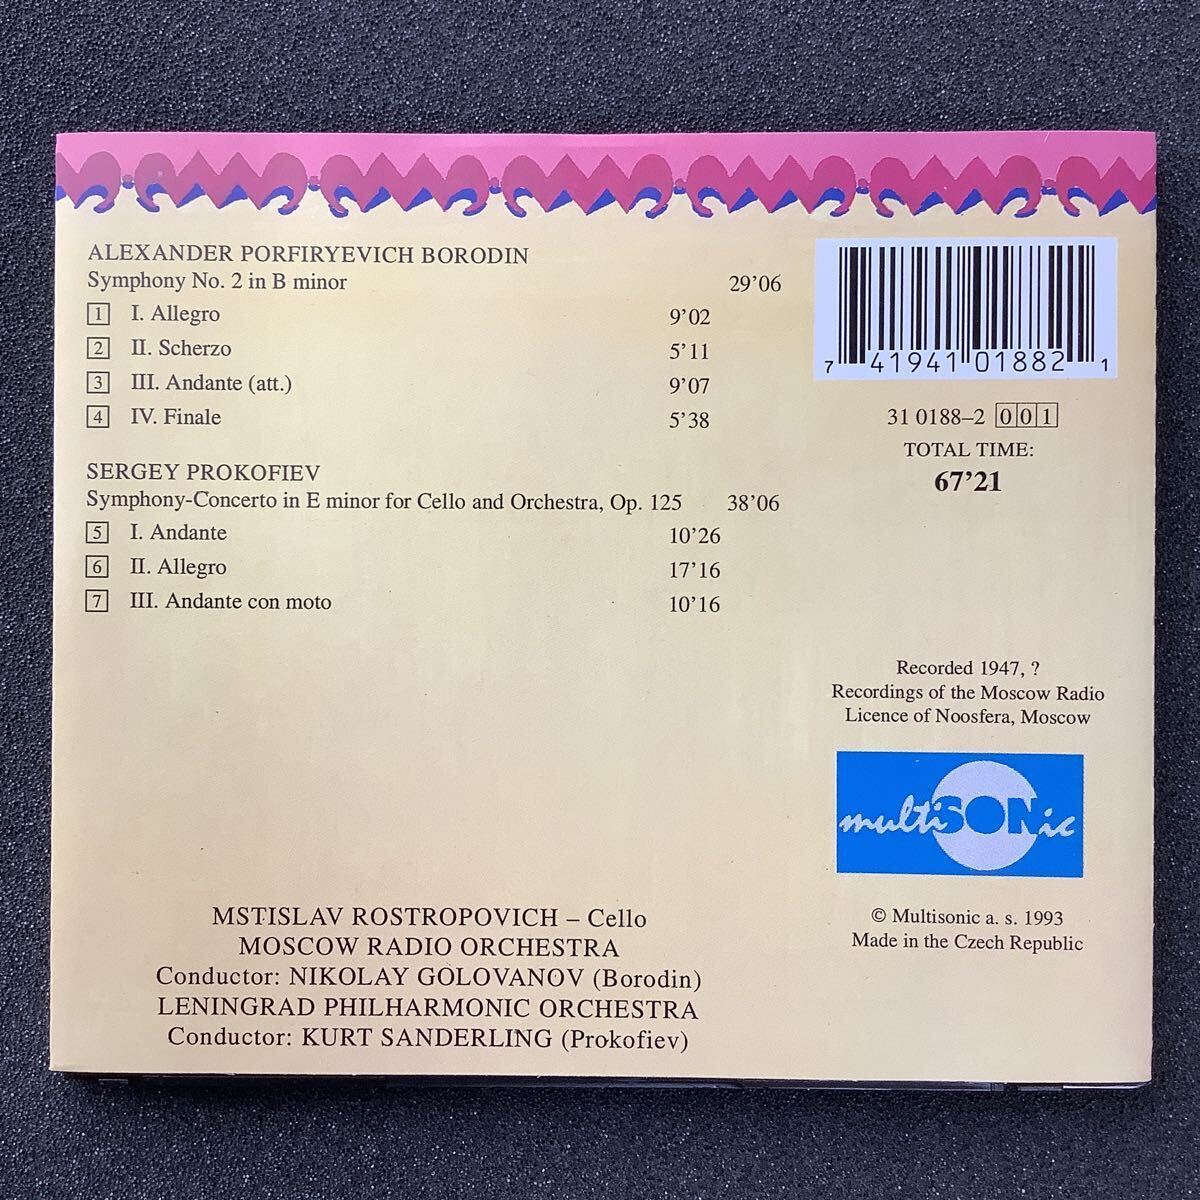 ALEXANDER PORFIRYEVICH BORODIN
Symphony No. 2 in B minor 29’06
1 I. Allegro 9’02
2 II. Scherzo 5’11
3 III. Andante (att.) 9’07
4 IV. Finale 5’38
SERGEY PROKOFIEV
Symphony-Concerto in E minor for Cello and Orchestra, Op. 125 38’06
5 I. Andante 10’26
6 II. Allegro 17’16
7 III. Andante con moto 10’16
7 41941 01882 1
31 0188–2 001
TOTAL TIME:
67’21
Recorded 1947, ?
Recordings of the Moscow Radio
Licence of Noosfera, Moscow
multiSONic
© Multisonic a. s. 1993
Made in the Czech Republic
MSTISLAV ROSTROPOVICH – Cello
MOSCOW RADIO ORCHESTRA
Conductor: NIKOLAY GOLOVANOV (Borodin)
LENINGRAD PHILHARMONIC ORCHESTRA
Conductor: KURT SANDERLING (Prokofiev)